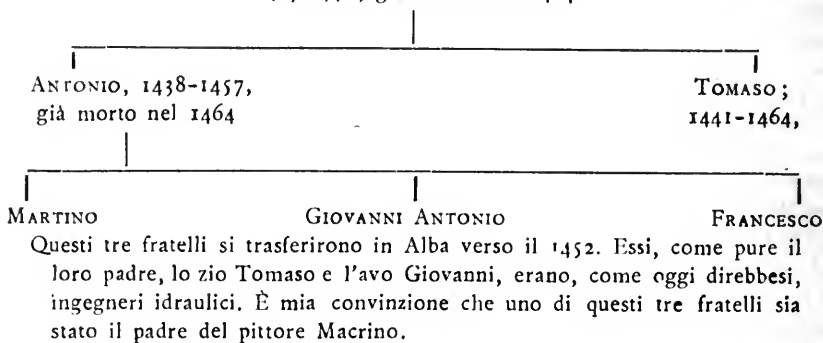 ANTONIO, 1438-1457,
già morto nel 1464
TOMASO;
1441-1464,
MARTINO GIOVANNI ANTONIO FRANCESCO
Questi tre fratelli si trasferirono in Alba verso il 1452. Essi, come pure il
loro padre, lo zio Tomaso e l'avo Giovanni, erano, come oggi direbbesi,
ingegneri idraulici. È mia convinzione che uno di questi tre fratelli sia
stato il padre del pittore Macrino.